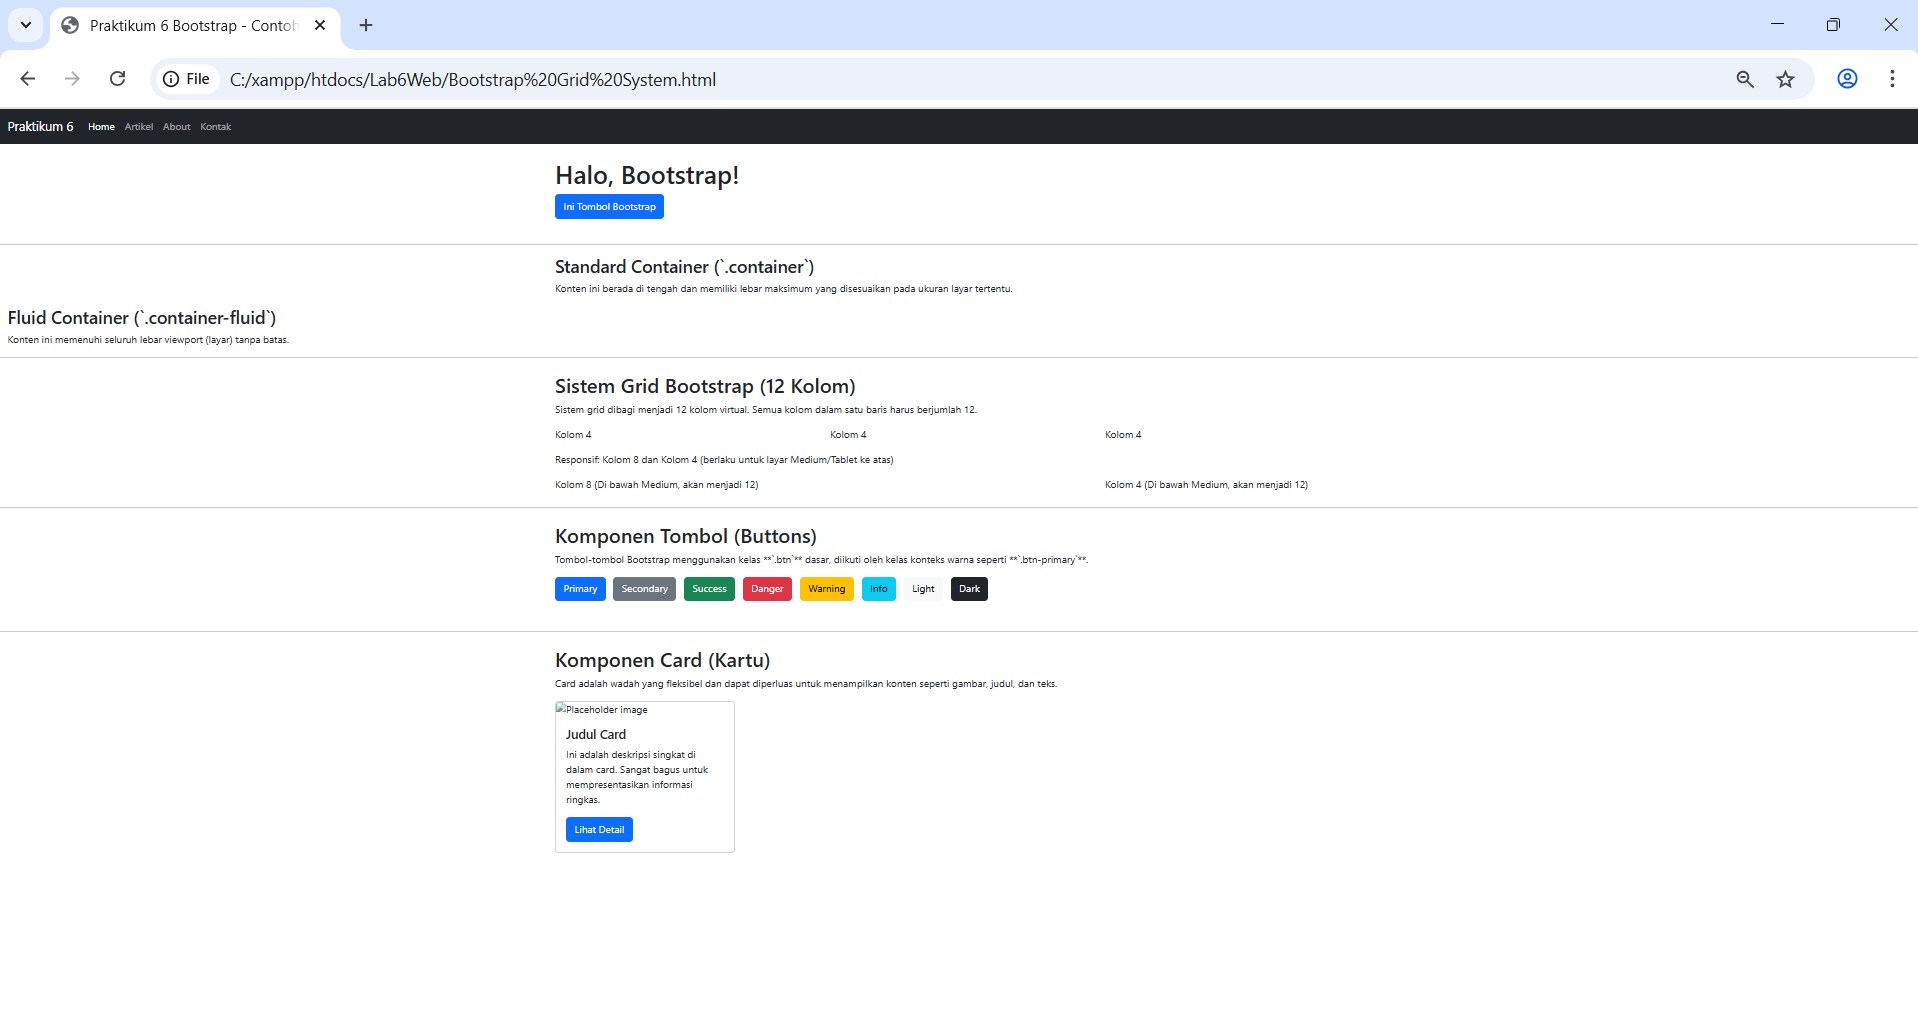 Praktikum 6 Bootstrap - Contoh
File
C:/xampp/htdocs/Lab6Web/Bootstrap%20Grid%20System.html
Praktikum 6 Home Artikel About Kontak
Halo, Bootstrap!
Ini Tombol Bootstrap
Standard Container (`.container`)
Konten ini berada di tengah dan memiliki lebar maksimum yang disesuaikan pada ukuran layar tertentu.
Fluid Container (`.container-fluid`)
Konten ini memenuhi seluruh lebar viewport (layar) tanpa batas.
Sistem Grid Bootstrap (12 Kolom)
Sistem grid dibagi menjadi 12 kolom virtual. Semua kolom dalam satu baris harus berjumlah 12.
Kolom 4 Kolom 4 Kolom 4
Responsif: Kolom 8 dan Kolom 4 (berlaku untuk layar Medium/Tablet ke atas)
Kolom 8 (Di bawah Medium, akan menjadi 12) Kolom 4 (Di bawah Medium, akan menjadi 12)
Komponen Tombol (Buttons)
Tombol-tombol Bootstrap menggunakan kelas **`.btn`** dasar, diikuti oleh kelas konteks warna seperti **`.btn-primary`**.
Primary Secondary Success Danger Warning Info Light Dark
Komponen Card (Kartu)
Card adalah wadah yang fleksibel dan dapat diperluas untuk menampilkan konten seperti gambar, judul, dan teks.
Placeholder image
Judul Card
Ini adalah deskripsi singkat di
dalam card. Sangat bagus untuk
mempresentasikan informasi
ringkas.
Lihat Detail